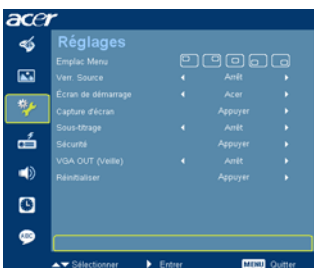 acer
Réglages
Emplac Menu
Verr. Source Arrêt
Écran de démarrage Acer
Capture d'écran Appuyer
Sous-titrage Arrêt
Sécurité Appuyer
VGA OUT (Veille) Arrêt
Réinitialiser Appuyer
ABC
Sélectionner Entrer MENU Quitter